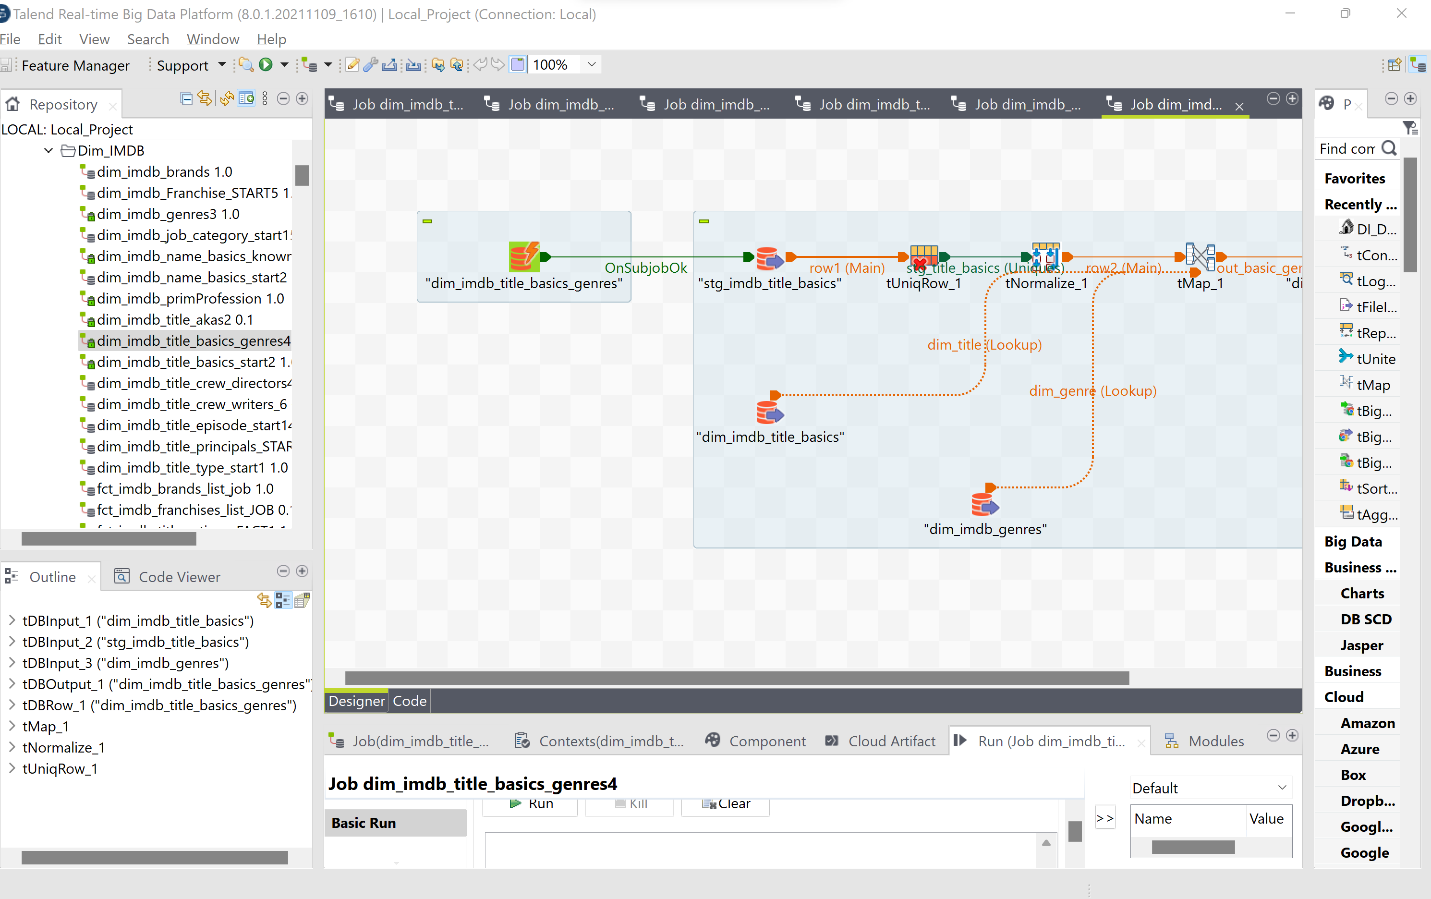 Talend Real-time Big Data Platform (8.0.1.20211109_1610) | Local_Project (Connection: Local)
File Edit View Search Window Help
Feature Manager Support 100%
Repository
LOCAL: Local_Project
Dim_IMDB
dim_imdb_brands 1.0
dim_imdb_Franchise_START5 1.
dim_imdb_genres3 1.0
dim_imdb_job_category_start1
dim_imdb_name_basics_known
dim_imdb_name_basics_start2
dim_imdb_primProfession 1.0
dim_imdb_title_akas2 0.1
dim_imdb_title_basics_genres4
dim_imdb_title_basics_start2 1.
dim_imdb_title_crew_directors4
dim_imdb_title_crew_writers_6
dim_imdb_title_episode_start14
dim_imdb_title_principals_STAR
dim_imdb_title_type_start1 1.0
fct_imdb_brands_list_job 1.0
fct_imdb_franchises_list_JOB 0.
Outline Code Viewer
tDBInput_1 ("dim_imdb_title_basics")
tDBInput_2 ("stg_imdb_title_basics")
tDBInput_3 ("dim_imdb_genres")
tDBOutput_1 ("dim_imdb_title_basics_genres")
tDBRow_1 ("dim_imdb_title_basics_genres")
tMap_1
tNormalize_1
tUniqRow_1
Job dim_imdb_t... Job dim_imdb_... Job dim_imdb_... Job dim_imdb_t... Job dim_imdb_... Job dim_imd...
OnSubjobOk row1 (Main) stg_title_basics (Uniques) row2 (Main) out_basic_ger
"dim_imdb_title_basics_genres" "stg_imdb_title_basics" tUniqRow_1 tNormalize_1 tMap_1 "di
dim_title (Lookup)
dim_genre (Lookup)
"dim_imdb_title_basics"
"dim_imdb_genres"
Designer Code
Job(dim_imdb_title_... Contexts(dim_imdb_t... Component Cloud Artifact Run (Job dim_imdb_ti... Modules
Job dim_imdb_title_basics_genres4
Run Kill Clear
Basic Run
>>
Default
Name Value
P
Find con
Favorites
Recently ...
DI_D...
tCon...
tLog...
tFileI...
tRep...
tUnite
tMap
tBig...
tBig...
tBig...
tSort...
tAgg...
Big Data
Business ...
Charts
DB SCD
Jasper
Business
Cloud
Amazon
Azure
Box
Dropb...
Googl...
Google